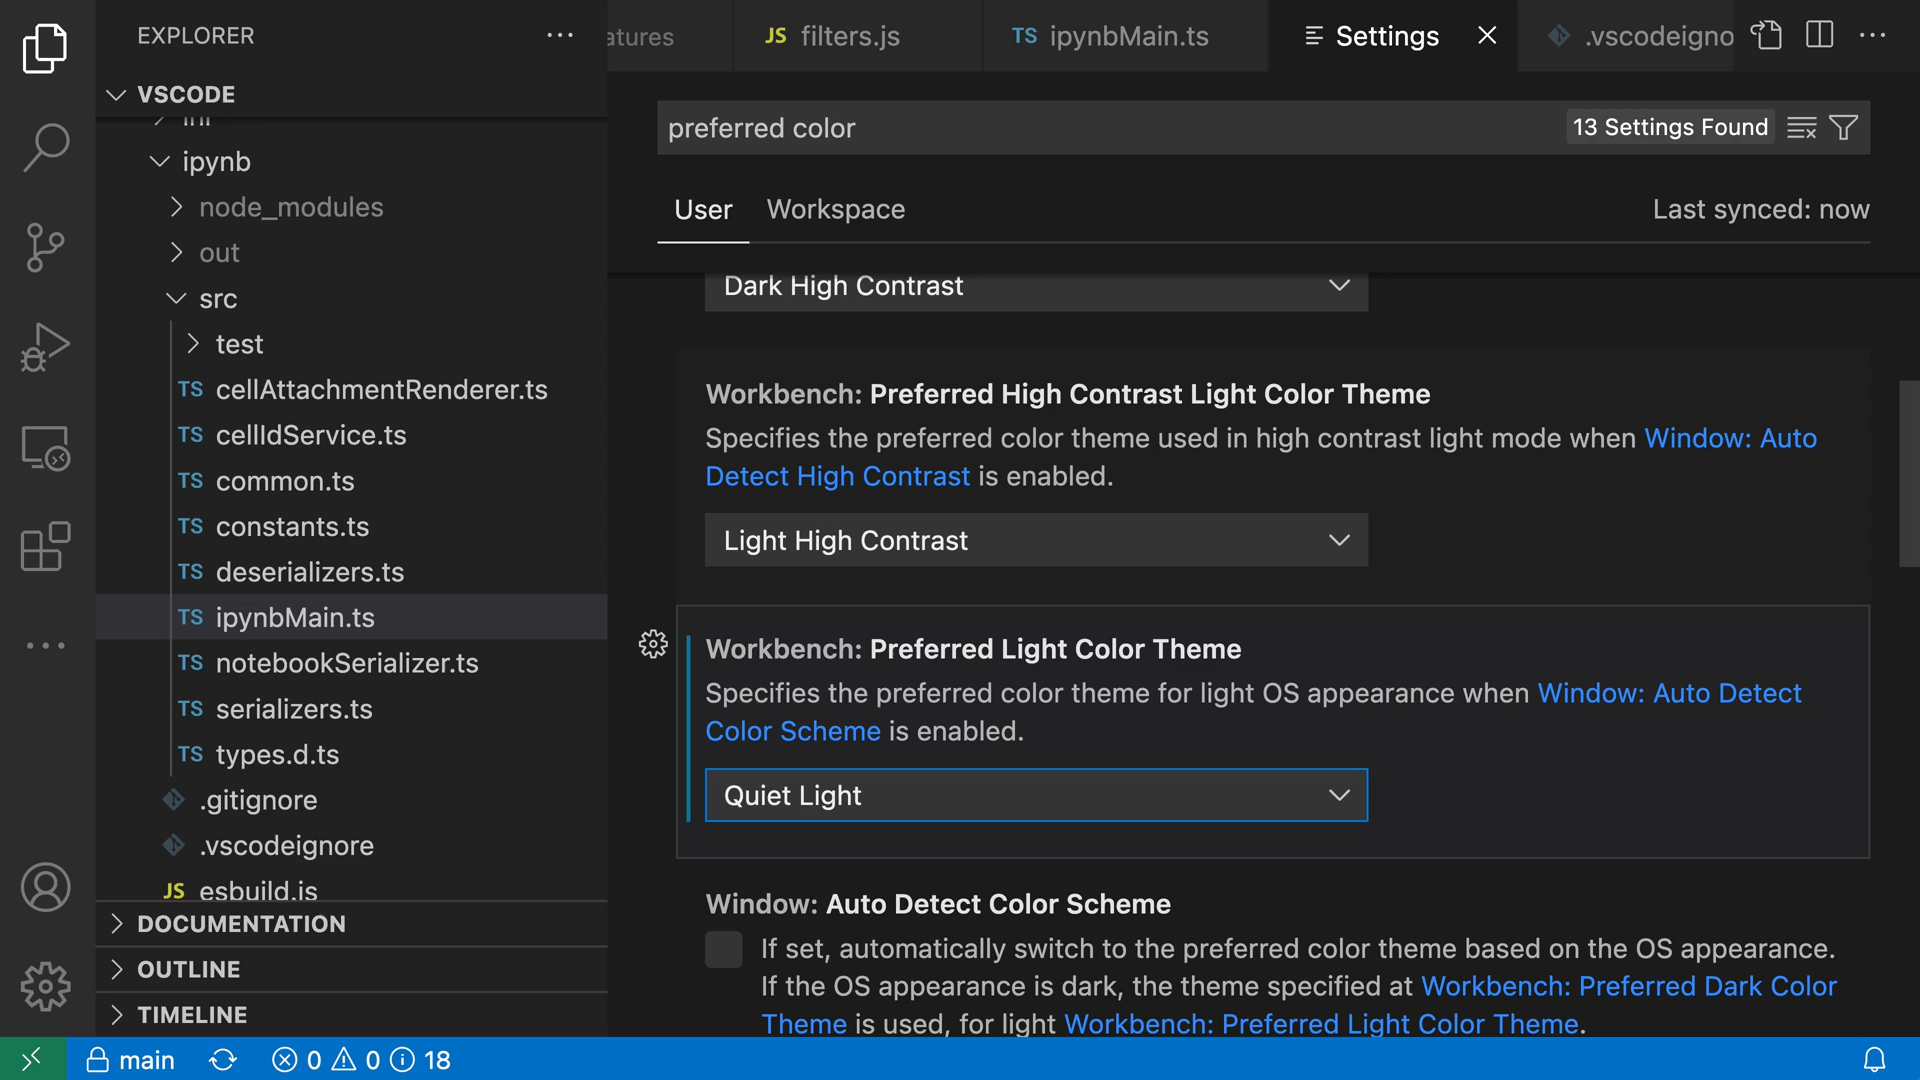 EXPLORER
VSCODE
ipynb
node_modules
out
src
test
TS cellAttachmentRenderer.ts
TS cellIdService.ts
TS common.ts
TS constants.ts
TS deserializers.ts
TS ipynbMain.ts
TS notebookSerializer.ts
TS serializers.ts
TS types.d.ts
.gitignore
.vscodeignore
JS esbuild.js
DOCUMENTATION
OUTLINE
TIMELINE
atures
JS filters.js
TS ipynbMain.ts
Settings
.vscodeigno
preferred color
13 Settings Found
User
Workspace
Last synced: now
Dark High Contrast
Workbench: Preferred High Contrast Light Color Theme
Specifies the preferred color theme used in high contrast light mode when Window: Auto
Detect High Contrast is enabled.
Light High Contrast
Workbench: Preferred Light Color Theme
Specifies the preferred color theme for light OS appearance when Window: Auto Detect
Color Scheme is enabled.
Quiet Light
Window: Auto Detect Color Scheme
If set, automatically switch to the preferred color theme based on the OS appearance.
If the OS appearance is dark, the theme specified at Workbench: Preferred Dark Color
Theme is used, for light Workbench: Preferred Light Color Theme.
main
0 0 18